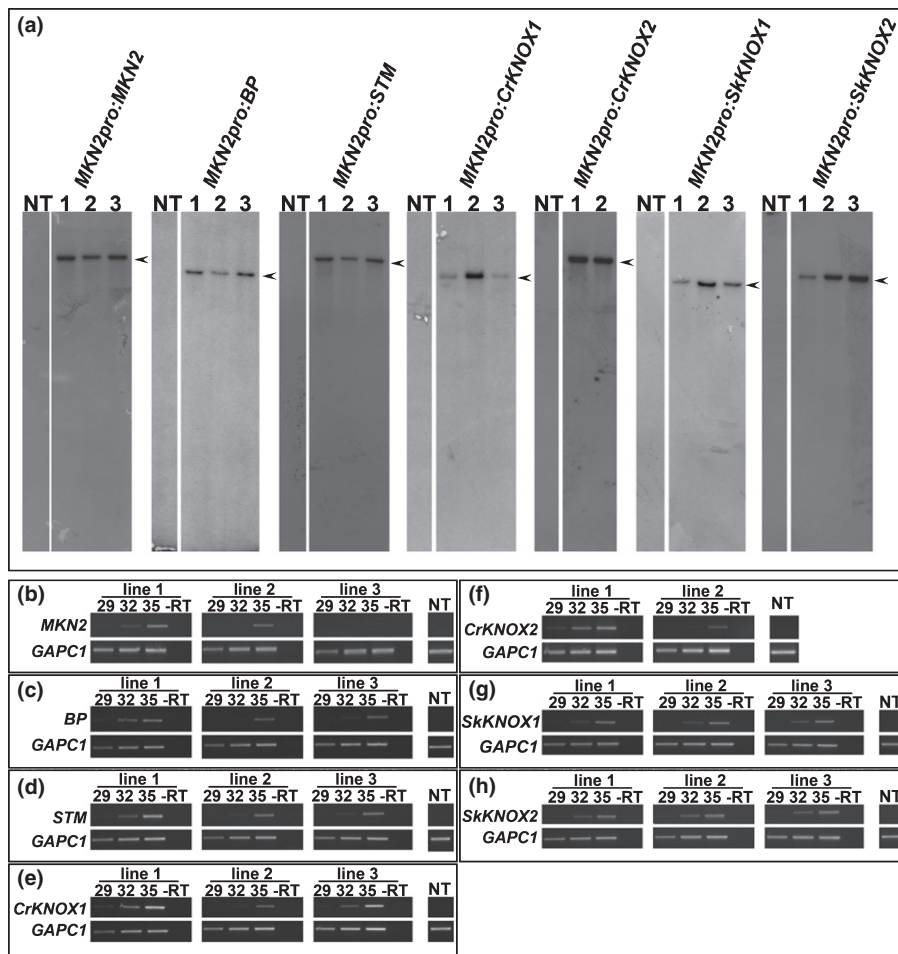 (a)
MKN2pro:MKN2
MKN2pro:BP
MKN2pro:STM
MKN2pro:CrKNOX1
MKN2pro:CrKNOX2
MKN2pro:SkKNOX1
MKN2pro:SkKNOX2
NT 1 2 3
NT 1 2 3
NT 1 2 3
NT 1 2 3
NT 1 2
NT 1 2 3
NT 1 2 3
(b)
line 1 line 2 line 3
29 32 35 -RT 29 32 35 -RT 29 32 35 -RT NT
MKN2
GAPC1
(c)
line 1 line 2 line 3
29 32 35 -RT 29 32 35 -RT 29 32 35 -RT NT
BP
GAPC1
(d)
line 1 line 2 line 3
29 32 35 -RT 29 32 35 -RT 29 32 35 -RT NT
STM
GAPC1
(e)
line 1 line 2 line 3
29 32 35 -RT 29 32 35 -RT 29 32 35 -RT NT
CrKNOX1
GAPC1
(f)
line 1 line 2
29 32 35 -RT 29 32 35 -RT NT
CrKNOX2
GAPC1
(g)
line 1 line 2 line 3
29 32 35 -RT 29 32 35 -RT 29 32 35 -RT NT
SkKNOX1
GAPC1
(h)
line 1 line 2 line 3
29 32 35 -RT 29 32 35 -RT 29 32 35 -RT NT
SkKNOX2
GAPC1